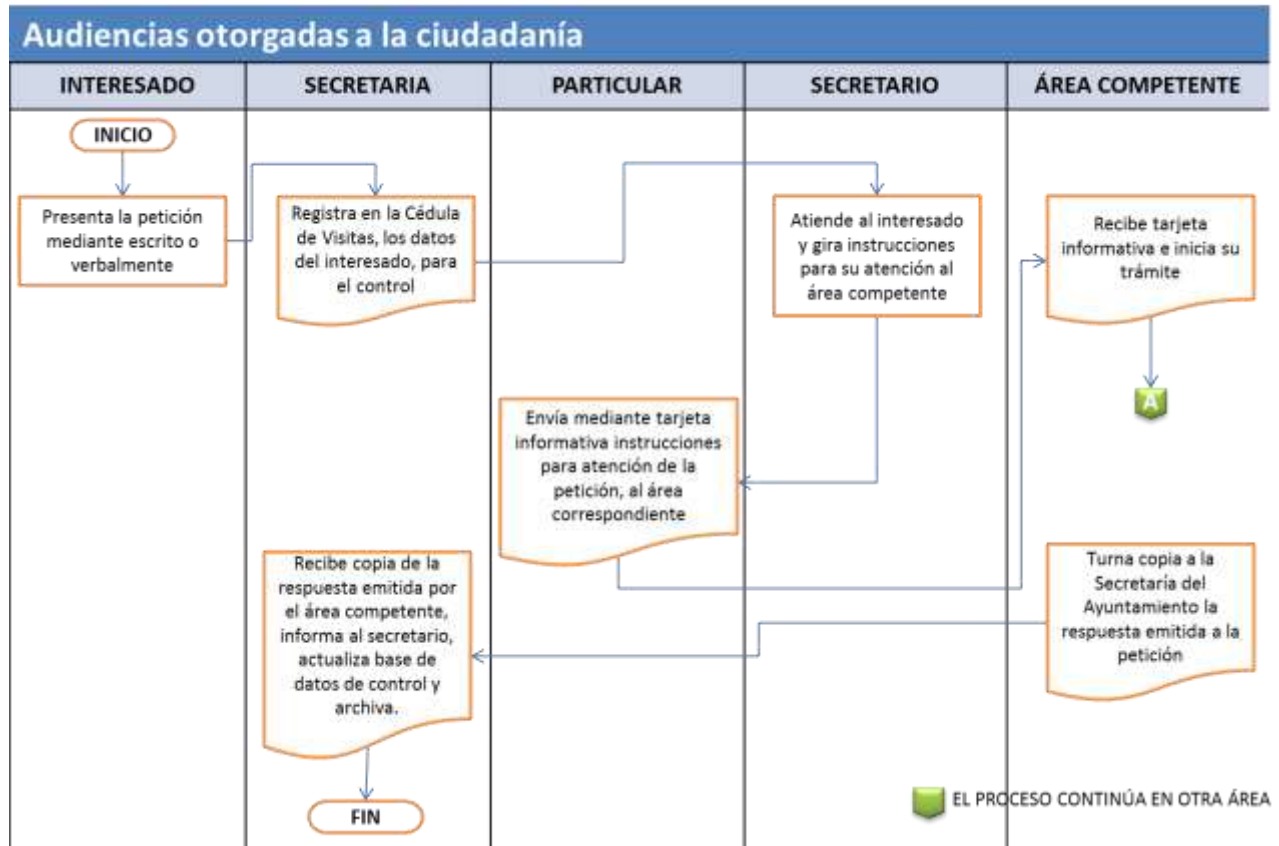 Audiencias otorgadas a la ciudadanía
INTERESADO
SECRETARIA
PARTICULAR
SECRETARIO
ÁREA COMPETENTE
INICIO
Presenta la petición
mediante escrito o
verbalmente
Registra en la Cédula
de Visitas, los datos
del interesado, para
el control
Atiende al interesado
y gira instrucciones
para su atención al
área competente
Recibe tarjeta
informativa e inicia su
trámite
A
Envía mediante tarjeta
informativa instrucciones
para atención de la
petición, al área
correspondiente
Recibe copia de la
respuesta emitida por
el área competente,
informa al secretario,
actualiza base de
datos de control y
archiva.
Turna copia a la
Secretaría del
Ayuntamiento la
respuesta emitida a la
petición
FIN
EL PROCESO CONTINÚA EN OTRA ÁREA